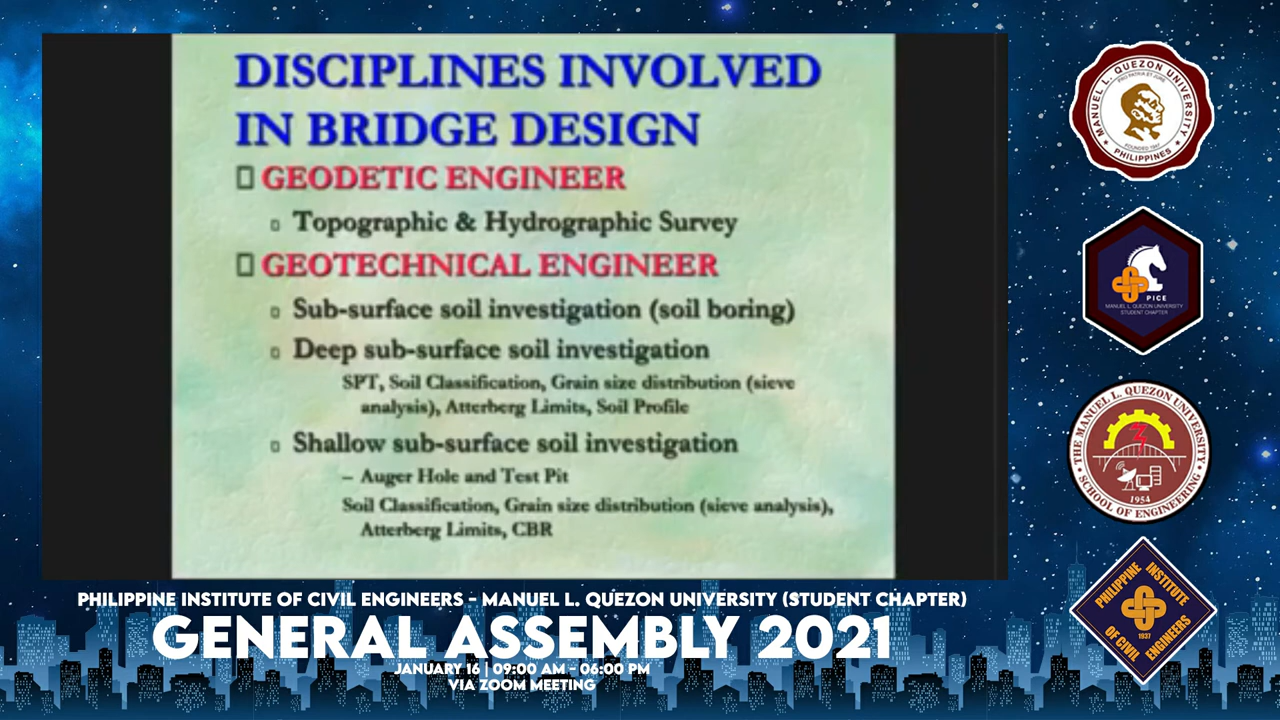 DISCIPLINES INVOLVED
IN BRIDGE DESIGN
GEODETIC ENGINEER
Topographic & Hydrographic Survey
GEOTECHNICAL ENGINEER
Sub-surface soil investigation (soil boring)
Deep sub-surface soil investigation
SPT, Soil Classification, Grain size distribution (sieve
analysis), Atterberg Limits, Soil Profile
Shallow sub-surface soil investigation
– Auger Hole and Test Pit
Soil Classification, Grain size distribution (sieve analysis),
Atterberg Limits, CBR
PHILIPPINE INSTITUTE OF CIVIL ENGINEERS - MANUEL L. QUEZON UNIVERSITY (STUDENT CHAPTER)
GENERAL ASSEMBLY 2021
JANUARY 16 | 09:00 AM - 06:00 PM
VIA ZOOM MEETING
MANUEL L. QUEZON UNIVERSITY
PHILIPPINES
PICE
MANUEL L. QUEZON UNIVERSITY
STUDENT CHAPTER
THE MANUEL L. QUEZON UNIVERSITY
1954
SCHOOL OF ENGINEERING
PHILIPPINE
INSTITUTE
1937
OF CIVIL
ENGINEERS